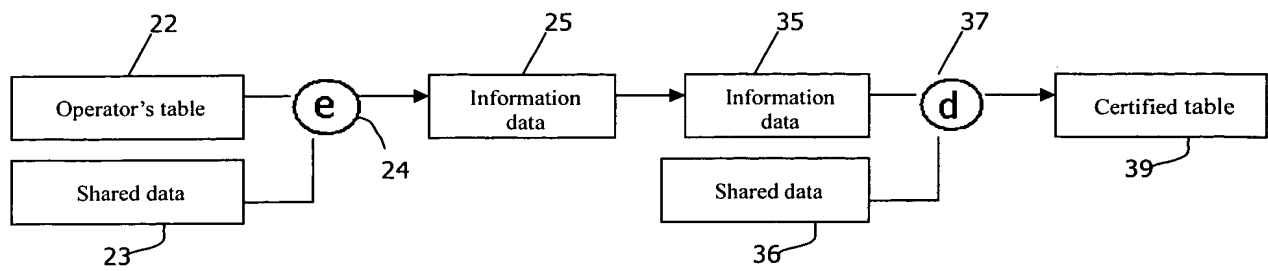 22
25
35
37
Operator's table
e
Information
data
Information
data
d
Certified table
24
39
Shared data
Shared data
23
36